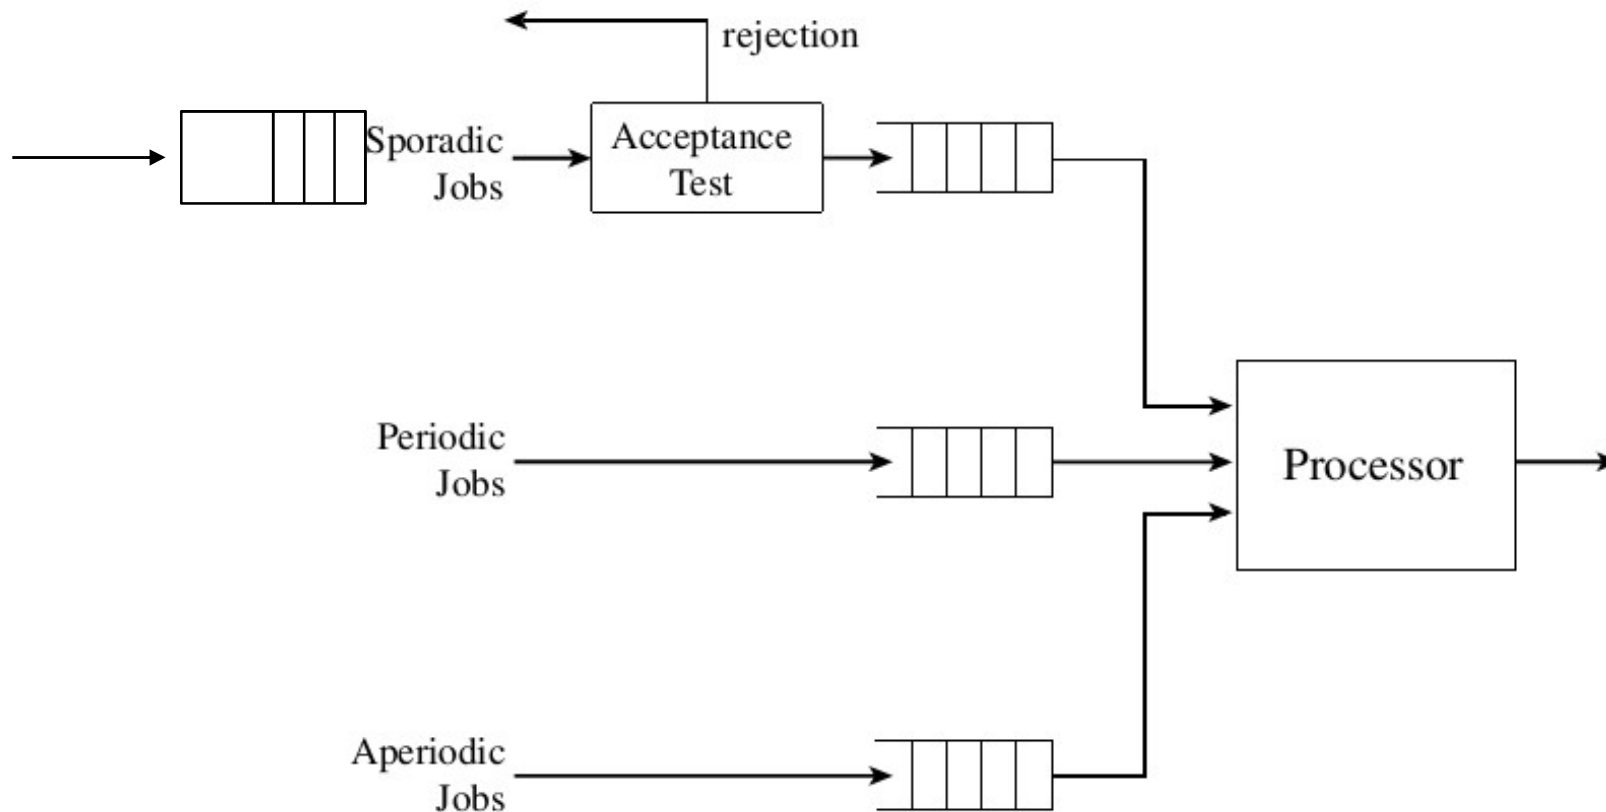 rejection
Sporadic
Jobs
Acceptance
Test
Periodic
Jobs
Processor
Aperiodic
Jobs